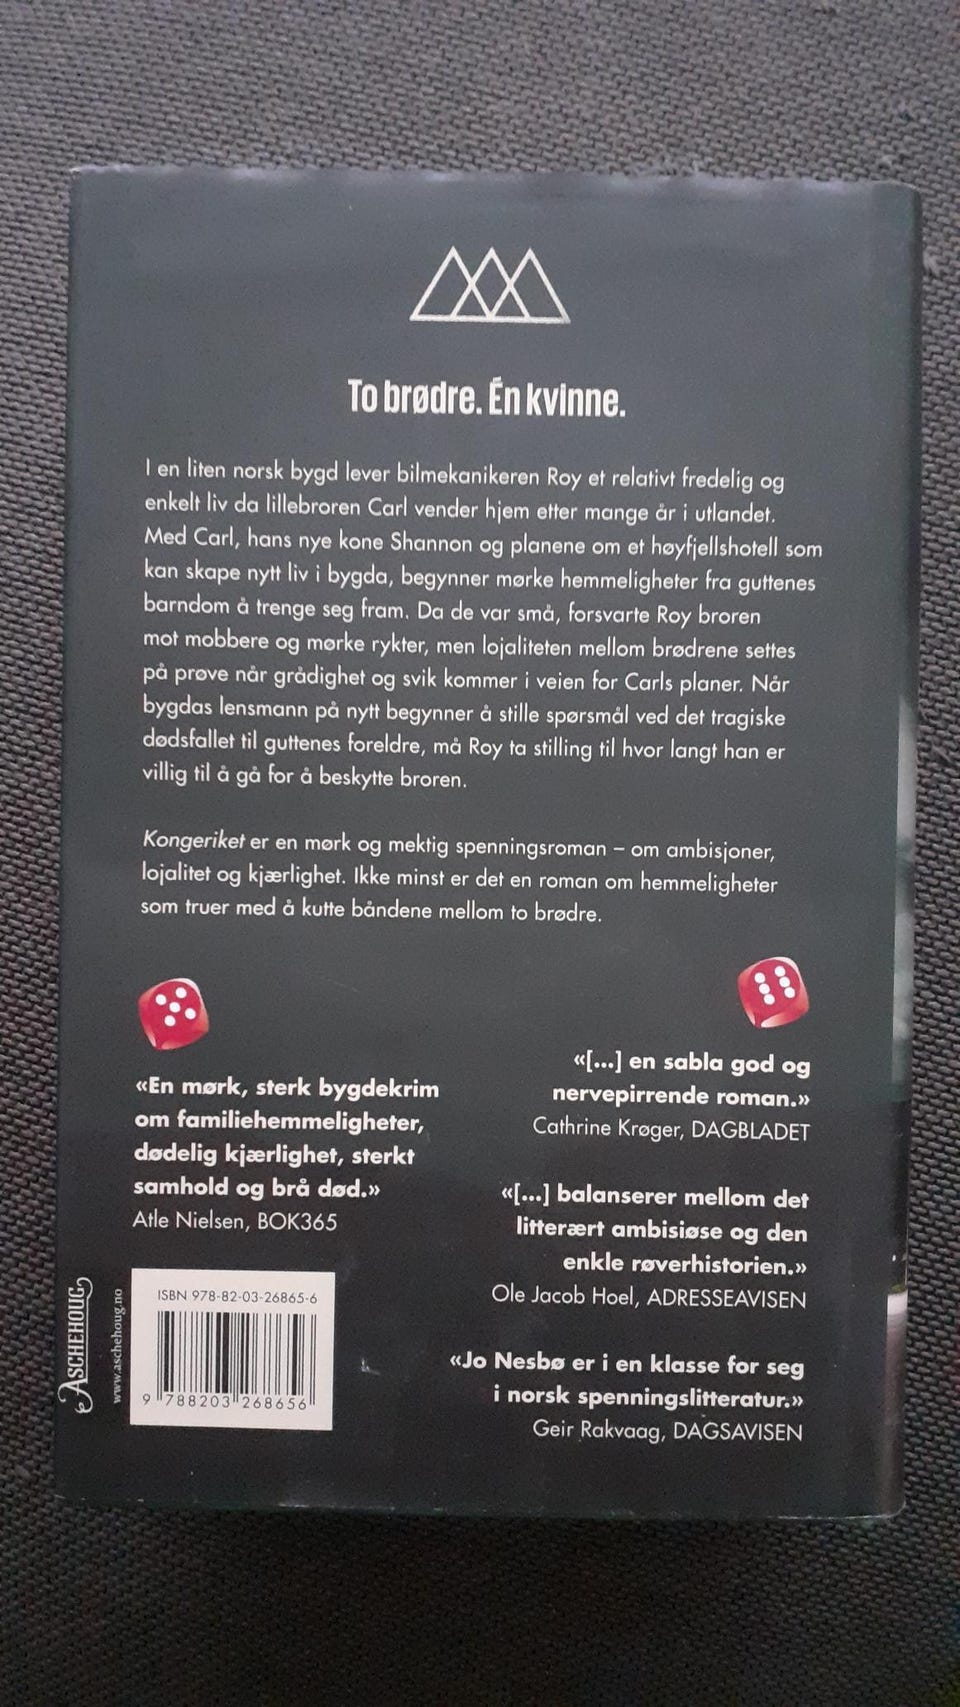 To brødre. Én kvinne.
I en liten norsk bygd lever bilmekanikeren Roy et relativt fredelig og
enkelt liv da lillebroren Carl vender hjem etter mange år i utlandet.
Med Carl, hans nye kone Shannon og planene om et høyfjellshotell som
kan skape nytt liv i bygda, begynner mørke hemmeligheter fra guttenes
barndom å trenge seg fram. Da de var små, forsvarte Roy broren
mot mobbere og mørke rykter, men lojaliteten mellom brødrene settes
på prøve når grådighet og svik kommer i veien for Carls planer. Når
bygdas lensmann på nytt begynner å stille spørsmål ved det tragiske
dødsfallet til guttenes foreldre, må Roy ta stilling til hvor langt han er
villig til å gå for å beskytte broren.
Kongeriket er en mørk og mektig spenningsroman – om ambisjoner,
lojalitet og kjærlighet. Ikke minst er det en roman om hemmeligheter
som truer med å kutte båndene mellom to brødre.
«En mørk, sterk bygdekrim
om familiehemmeligheter,
dødelig kjærlighet, sterkt
samhold og brå død.»
Atle Nielsen, BOK365
«[...] en sabla god og
nervepirrende roman.»
Cathrine Krøger, DAGBLADET
«[...] balanserer mellom det
litterært ambisiøse og den
enkle røverhistorien.»
Ole Jacob Hoel, ADRESSEAVISEN
«Jo Nesbø er i en klasse for seg
i norsk spenningslitteratur.»
Geir Rakvaag, DAGSAVISEN
ASCHEHOUG
www.aschehoug.no
ISBN 978-82-03-26865-6
9 788203 268656